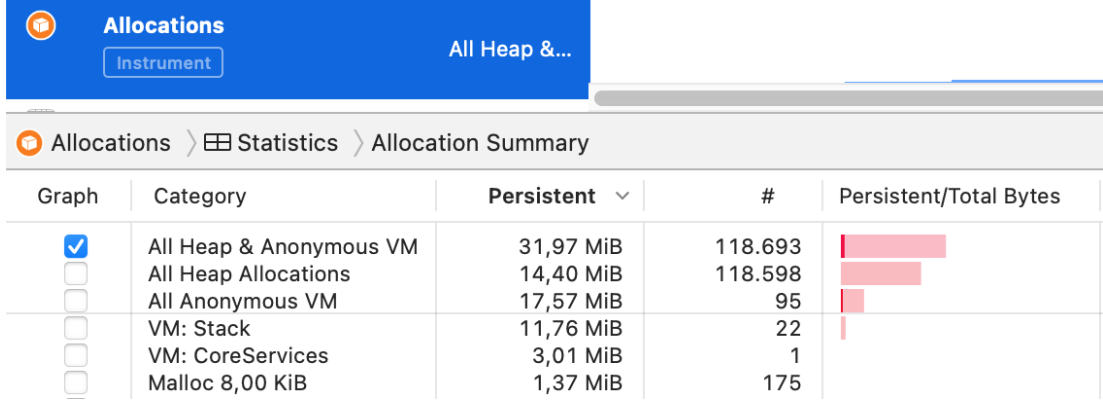 Allocations
Instrument
All Heap &...
Allocations Statistics Allocation Summary
Graph Category Persistent # Persistent/Total Bytes
All Heap & Anonymous VM 31,97 MiB 118.693
All Heap Allocations 14,40 MiB 118.598
All Anonymous VM 17,57 MiB 95
VM: Stack 11,76 MiB 22
VM: CoreServices 3,01 MiB 1
Malloc 8,00 KiB 1,37 MiB 175